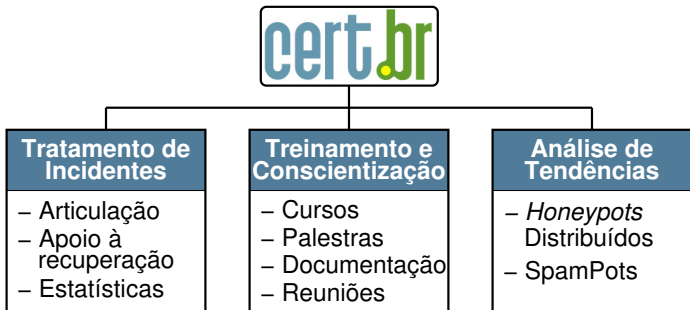 cert.br
Tratamento de
Incidentes
– Articulação
– Apoio à
recuperação
– Estatísticas
Treinamento e
Conscientização
– Cursos
– Palestras
– Documentação
– Reuniões
Análise de
Tendências
– Honeypots
Distribuídos
– SpamPots